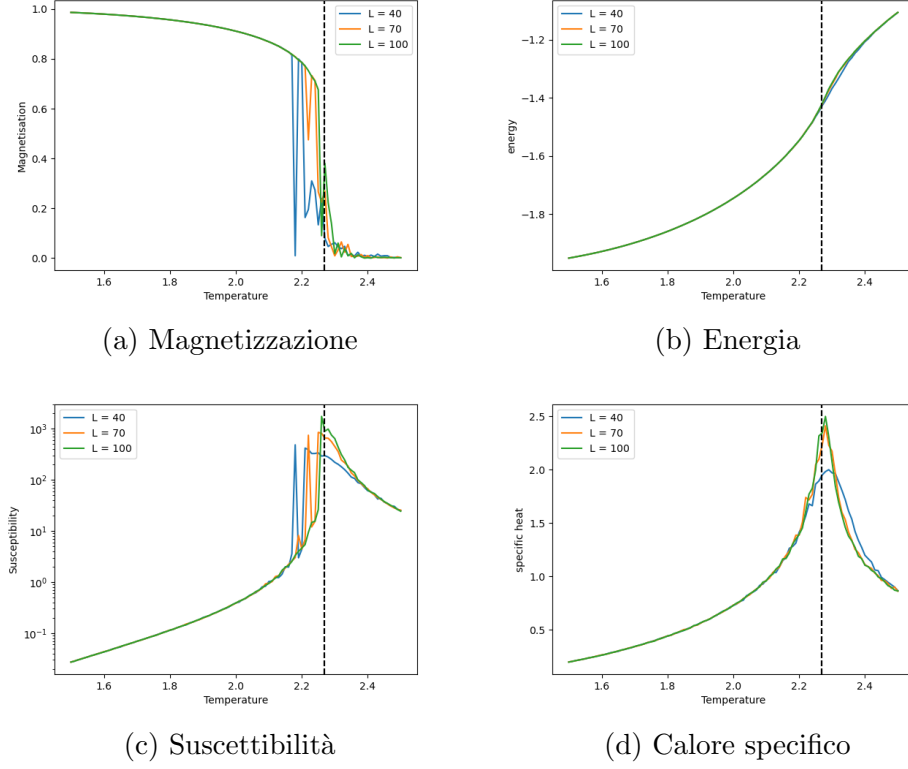 1.0
0.8
0.6
0.4
0.2
0.0
Magnetisation
L = 40
L = 70
L = 100
1.6 1.8 2.0 2.2 2.4
Temperature
(a) Magnetizzazione
−1.2
−1.4
−1.6
−1.8
energy
L = 40
L = 70
L = 100
1.6 1.8 2.0 2.2 2.4
Temperature
(b) Energia
10³
10²
10¹
10⁰
10⁻¹
Susceptibility
L = 40
L = 70
L = 100
1.6 1.8 2.0 2.2 2.4
Temperature
(c) Suscettibilità
2.5
2.0
1.5
1.0
0.5
specific heat
L = 40
L = 70
L = 100
1.6 1.8 2.0 2.2 2.4
Temperature
(d) Calore specifico